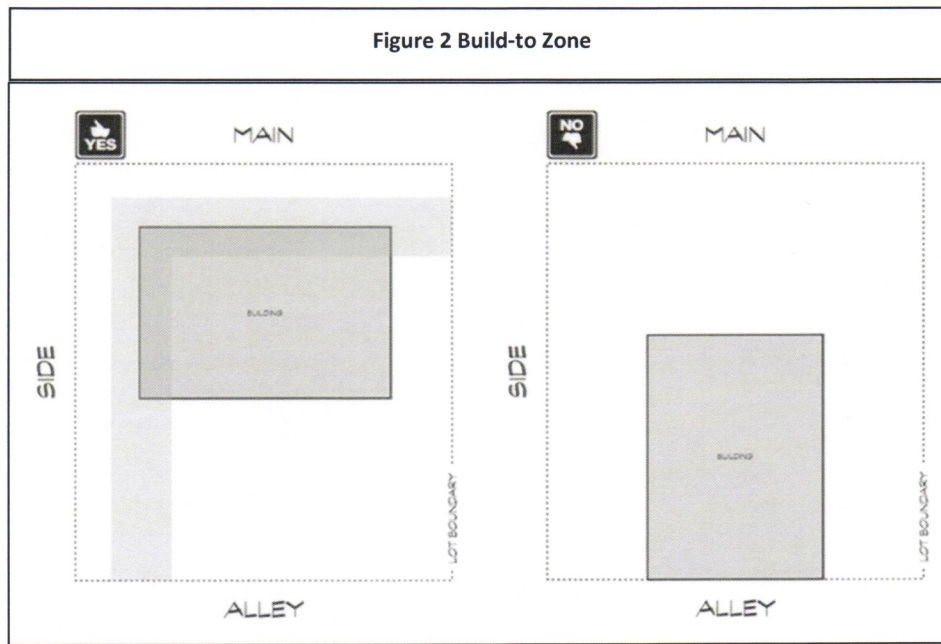 Figure 2 Build-to Zone
YES
MAIN
SIDE
BUILDING
LOT BOUNDARY
ALLEY
NO
MAIN
SIDE
BUILDING
LOT BOUNDARY
ALLEY